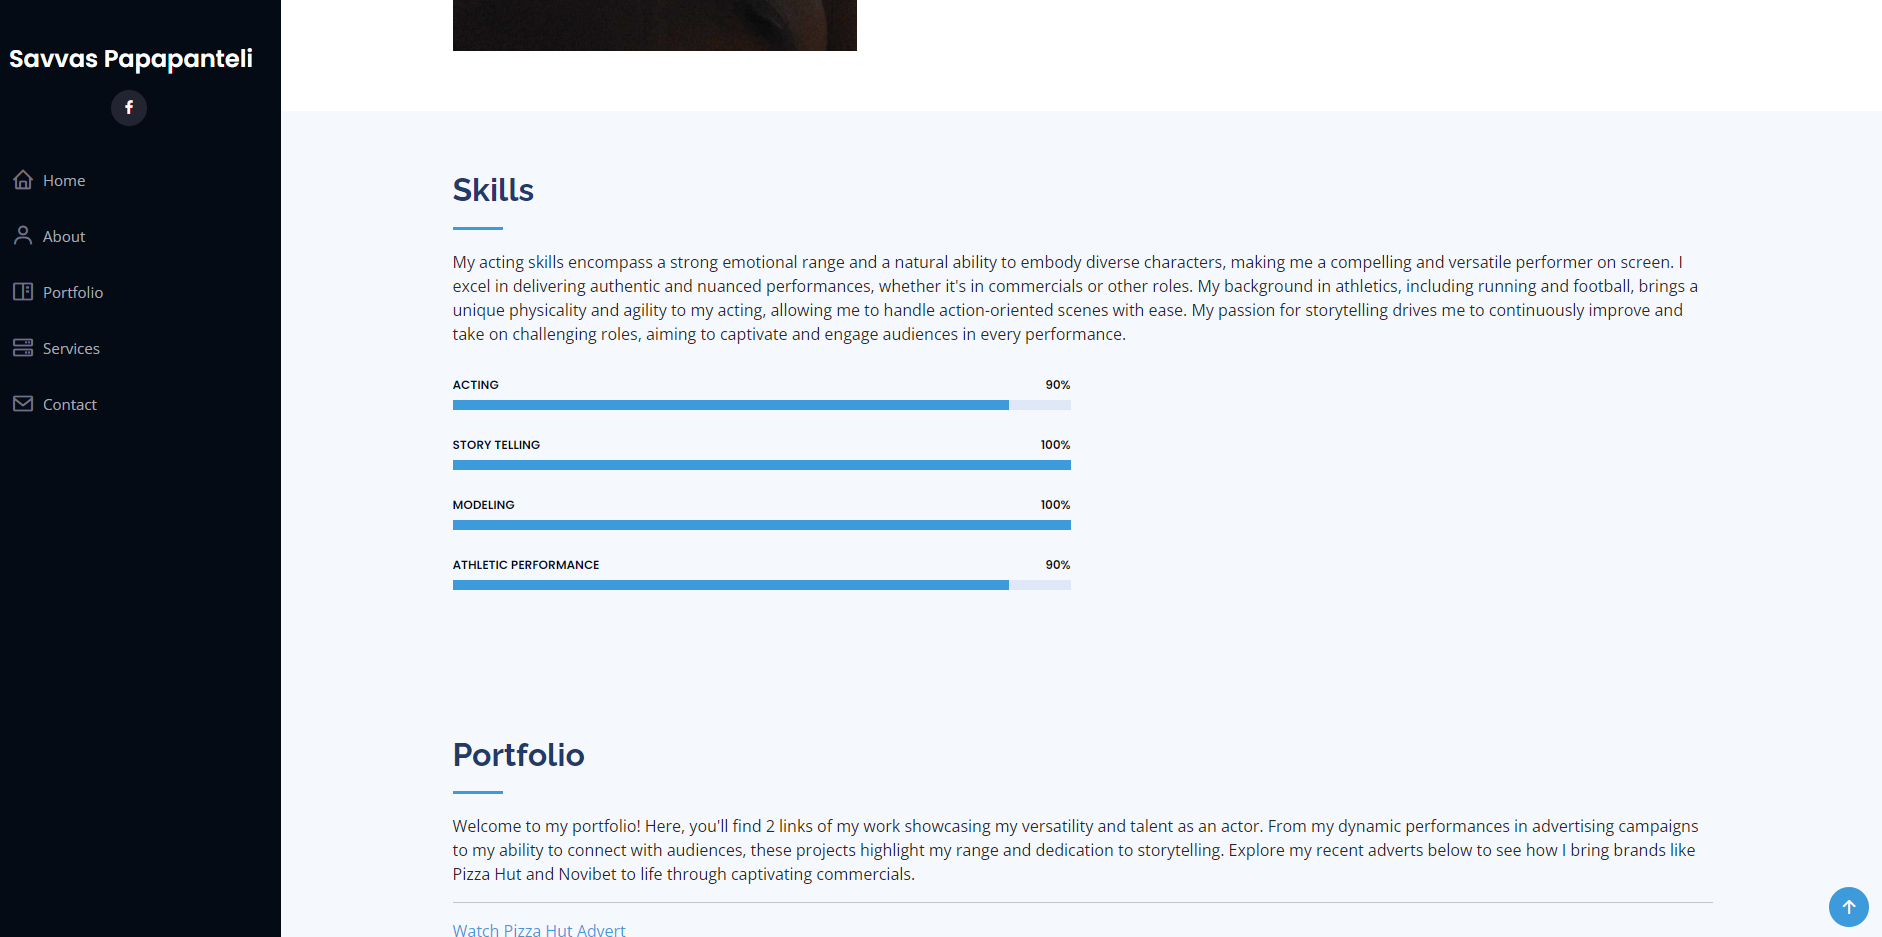 Savvas Papapanteli
Home
About
Portfolio
Services
Contact
Skills
My acting skills encompass a strong emotional range and a natural ability to embody diverse characters, making me a compelling and versatile performer on screen. I
excel in delivering authentic and nuanced performances, whether it's in commercials or other roles. My background in athletics, including running and football, brings a
unique physicality and agility to my acting, allowing me to handle action-oriented scenes with ease. My passion for storytelling drives me to continuously improve and
take on challenging roles, aiming to captivate and engage audiences in every performance.
ACTING 90%
STORY TELLING 100%
MODELING 100%
ATHLETIC PERFORMANCE 90%
Portfolio
Welcome to my portfolio! Here, you'll find 2 links of my work showcasing my versatility and talent as an actor. From my dynamic performances in advertising campaigns
to my ability to connect with audiences, these projects highlight my range and dedication to storytelling. Explore my recent adverts below to see how I bring brands like
Pizza Hut and Novibet to life through captivating commercials.
Watch Pizza Hut Advert